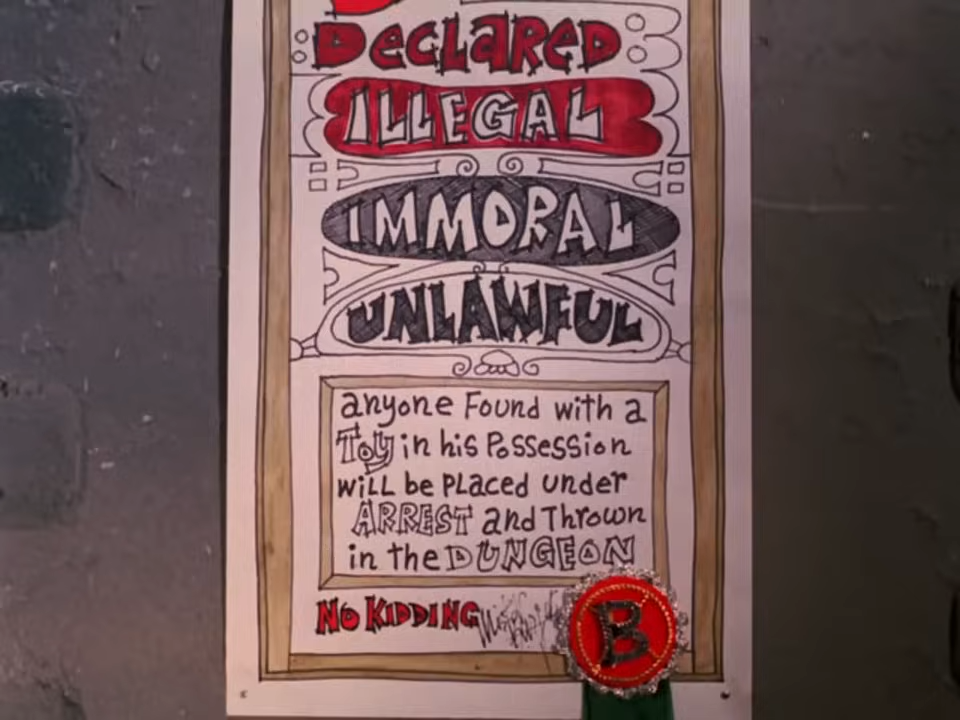 DecLaReD
ILLEGAL
IMMORAL
UNLAWFUL
anyone Found with a
Toy in his Possession
will be PLaced under
ARREST and Thrown
in the DUNGEON
NO KIDDING
B